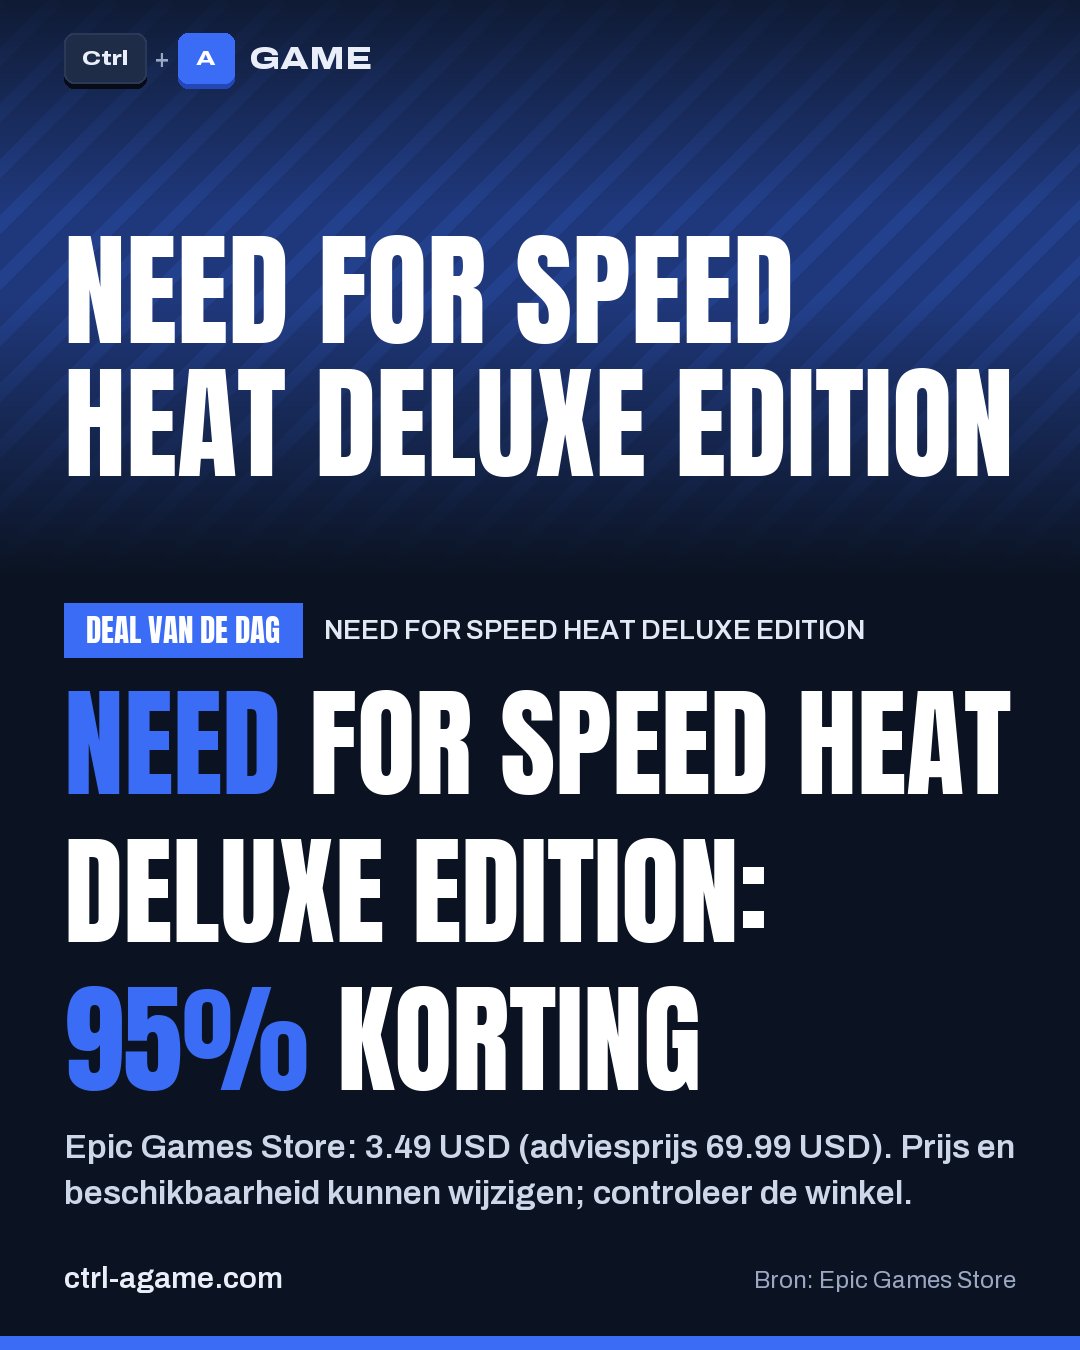 Ctrl + A GAME
NEED FOR SPEED
HEAT DELUXE EDITION
DEAL VAN DE DAG NEED FOR SPEED HEAT DELUXE EDITION
NEED FOR SPEED HEAT
DELUXE EDITION:
95% KORTING
Epic Games Store: 3.49 USD (adviesprijs 69.99 USD). Prijs en
beschikbaarheid kunnen wijzigen; controleer de winkel.
ctrl-agame.com Bron: Epic Games Store